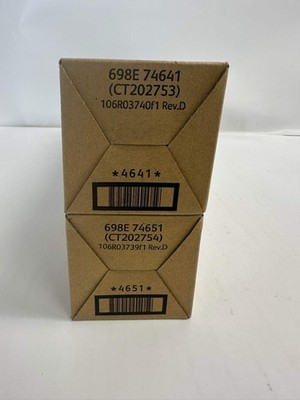 698E 74641
(CT202753)
106R03740f1 Rev.D
*4641*
698E 74651
(CT202754)
106R03739f1 Rev.D
*4651*